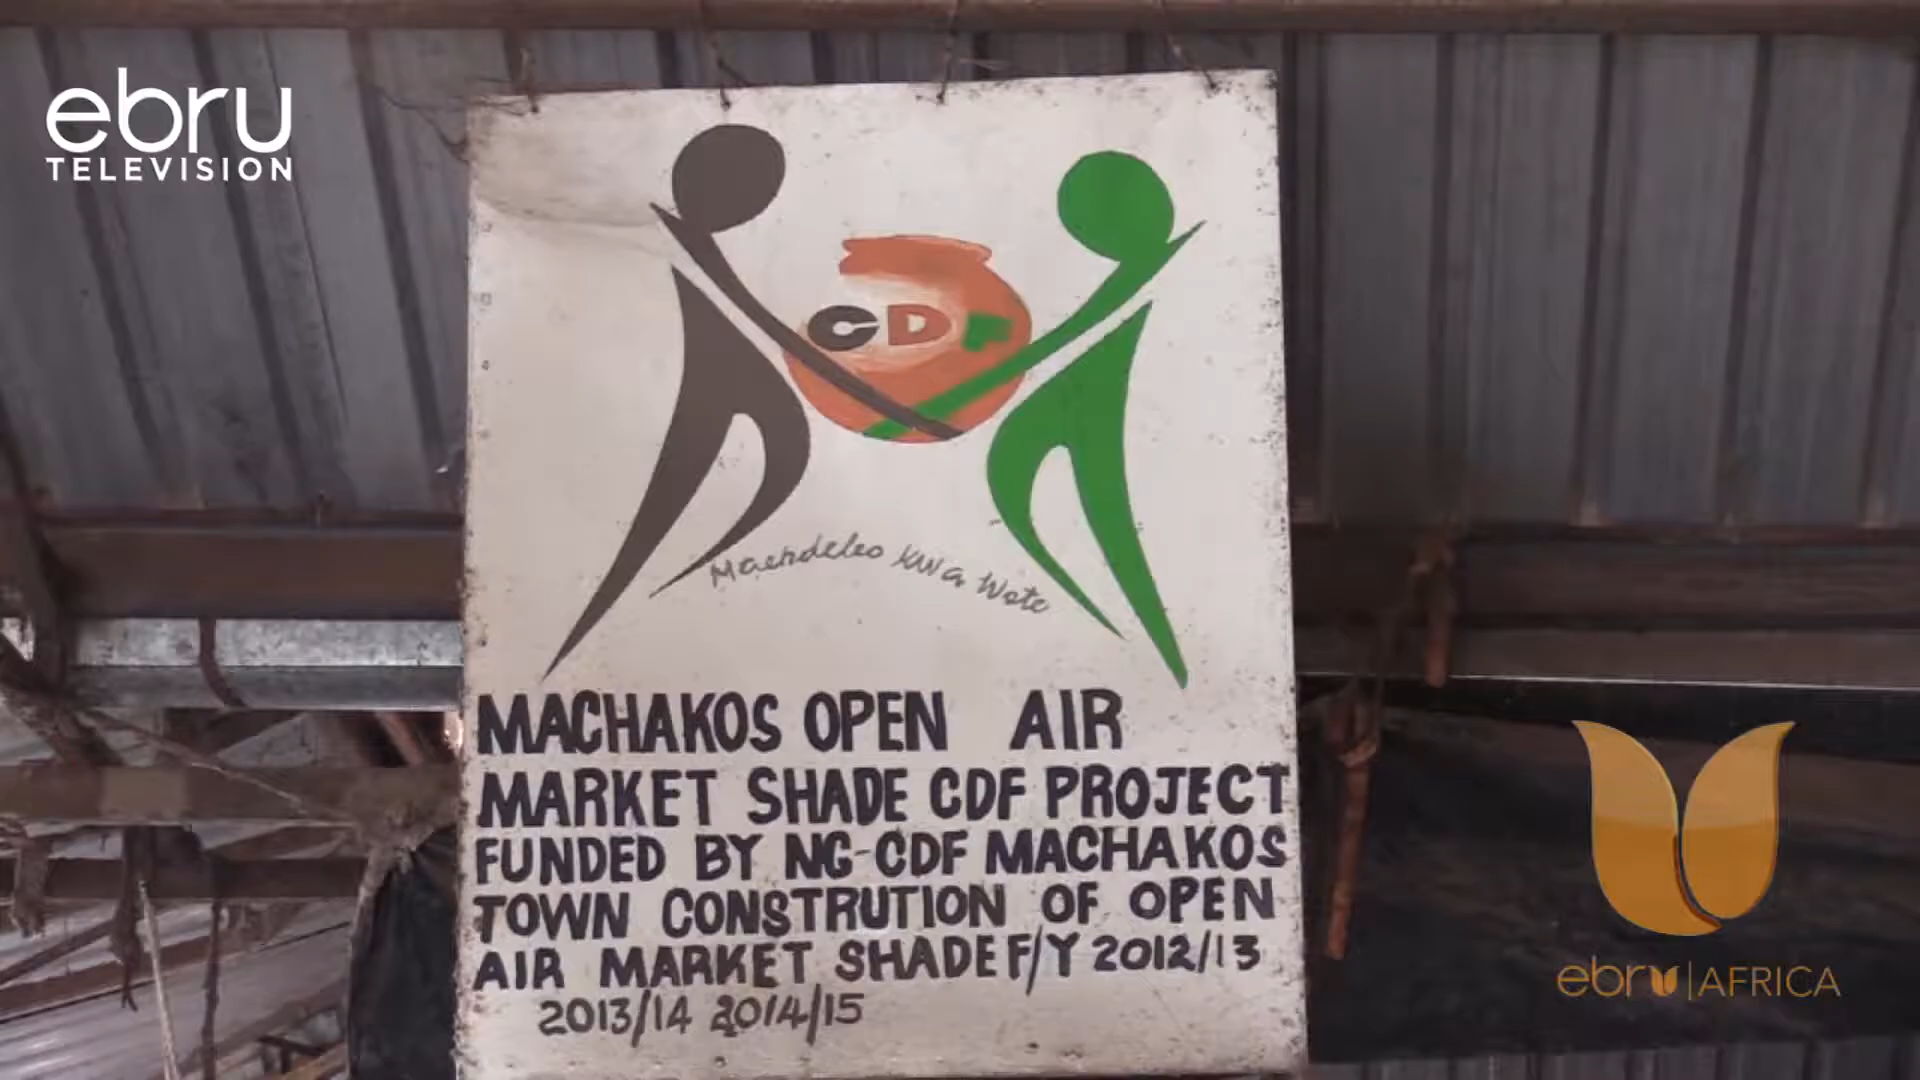 ebru
TELEVISION
CDF
Maendeleo Kwa Wote
MACHAKOS OPEN AIR
MARKET SHADE CDF PROJECT
FUNDED BY NG-CDF MACHAKOS
TOWN CONSTRUTION OF OPEN
AIR MARKET SHADE F/Y 2012/13
2013/14 2014/15
ebru | AFRICA